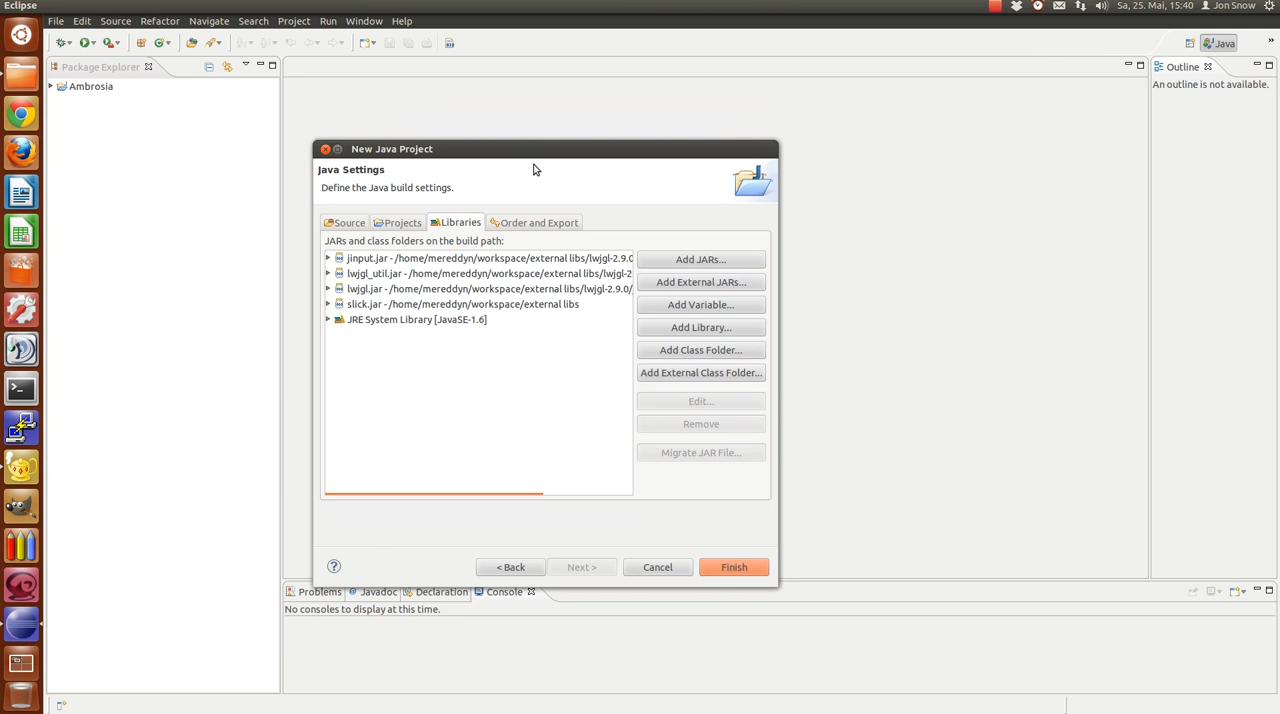 Eclipse
Sa, 25. Mai, 15:40 Jon Snow
File Edit Source Refactor Navigate Search Project Run Window Help
Java
Package Explorer
Outline
Ambrosia
An outline is not available.
New Java Project
Java Settings
Define the Java build settings.
Source Projects Libraries Order and Export
JARs and class folders on the build path:
jinput.jar - /home/mereddyn/workspace/external libs/lwjgl-2.9.0
lwjgl_util.jar - /home/mereddyn/workspace/external libs/lwjgl-2
lwjgl.jar - /home/mereddyn/workspace/external libs/lwjgl-2.9.0/
slick.jar - /home/mereddyn/workspace/external libs
JRE System Library [JavaSE-1.6]
Add JARs...
Add External JARs...
Add Variable...
Add Library...
Add Class Folder...
Add External Class Folder...
Edit...
Remove
Migrate JAR File...
< Back Next > Cancel Finish
Problems Javadoc Declaration Console
No consoles to display at this time.